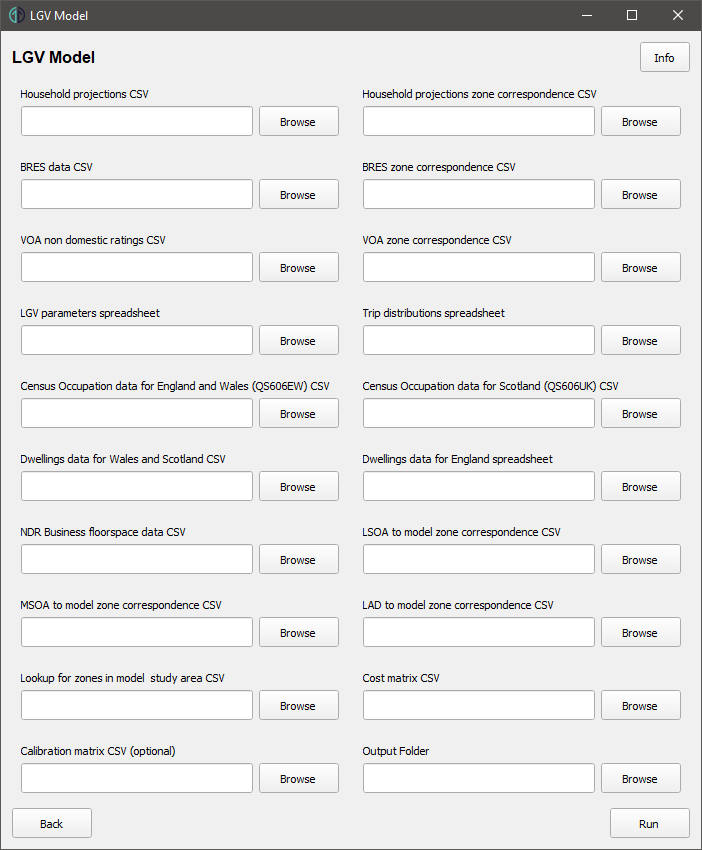 LGV Model
LGV Model
Info
Household projections CSV
Household projections zone correspondence CSV
Browse
Browse
BRES data CSV
BRES zone correspondence CSV
Browse
Browse
VOA non domestic ratings CSV
VOA zone correspondence CSV
Browse
Browse
LGV parameters spreadsheet
Trip distributions spreadsheet
Browse
Browse
Census Occupation data for England and Wales (QS606EW) CSV
Census Occupation data for Scotland (QS606UK) CSV
Browse
Browse
Dwellings data for Wales and Scotland CSV
Dwellings data for England spreadsheet
Browse
Browse
NDR Business floorspace data CSV
LSOA to model zone correspondence CSV
Browse
Browse
MSOA to model zone correspondence CSV
LAD to model zone correspondence CSV
Browse
Browse
Lookup for zones in model  study area CSV
Cost matrix CSV
Browse
Browse
Calibration matrix CSV (optional)
Output Folder
Browse
Browse
Back
Run